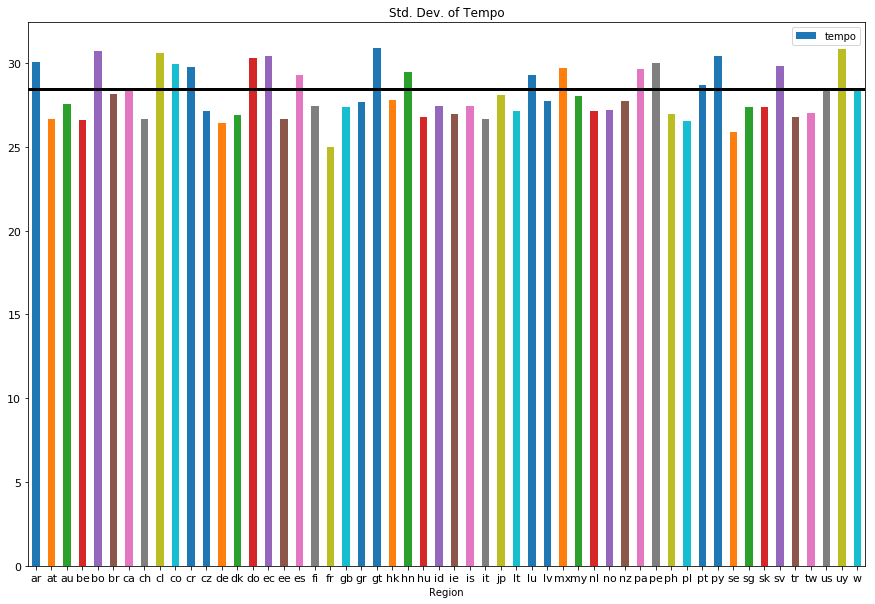 Std. Dev. of Tempo
tempo
30
25
20
15
10
5
0
ar at au be bo br ca ch cl co cr cz de dk do ec ee es fi fr gb gr gt hk hn hu id ie is it jp lt lu lv mx my nl no nz pa pe ph pl pt py se sg sk sv tr tw us uy w
Region